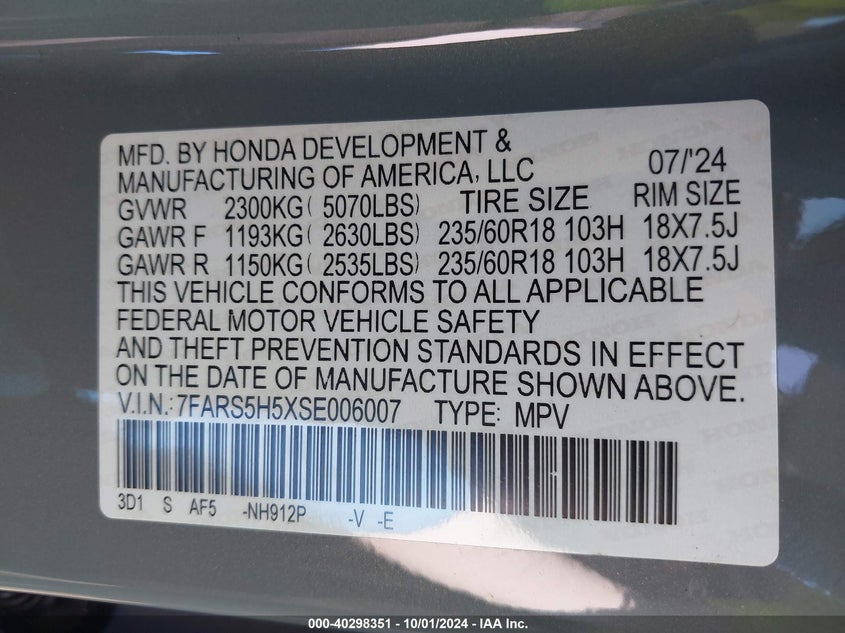 MFD. BY HONDA DEVELOPMENT &
MANUFACTURING OF AMERICA, LLC 07/'24
GVWR 2300KG( 5070LBS) TIRE SIZE RIM SIZE
GAWR F 1193KG( 2630LBS) 235/60R18 103H 18X7.5J
GAWR R 1150KG( 2535LBS) 235/60R18 103H 18X7.5J
THIS VEHICLE CONFORMS TO ALL APPLICABLE
FEDERAL MOTOR VEHICLE SAFETY
AND THEFT PREVENTION STANDARDS IN EFFECT
ON THE DATE OF MANUFACTURE SHOWN ABOVE.
V.I.N.:7FARS5H5XSE006007 TYPE: MPV
3D1 S AF5 -NH912P -V -E
000-40298351 - 10/01/2024 - IAA Inc.